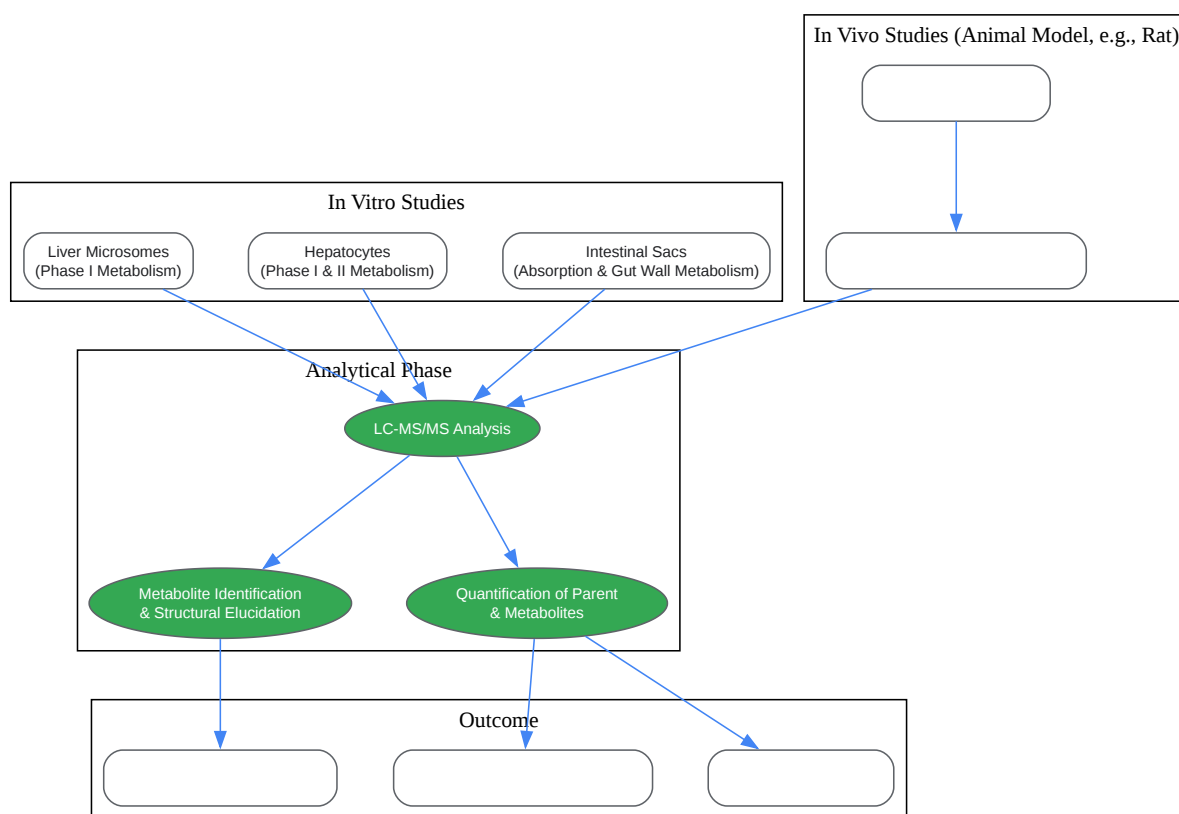 In Vivo Studies (Animal Model, e.g., Rat)
In Vitro Studies
Liver Microsomes
(Phase I Metabolism)
Hepatocytes
(Phase I & II Metabolism)
Intestinal Sacs
(Absorption & Gut Wall Metabolism)
Analytical Phase
LC-MS/MS Analysis
Metabolite Identification
& Structural Elucidation
Quantification of Parent
& Metabolites
Outcome